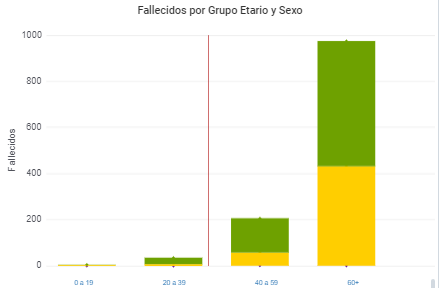 Fallecidos por Grupo Etario y Sexo
1000
800
600
400
200
0
Fallecidos
0 a 19
20 a 39
40 a 59
60+